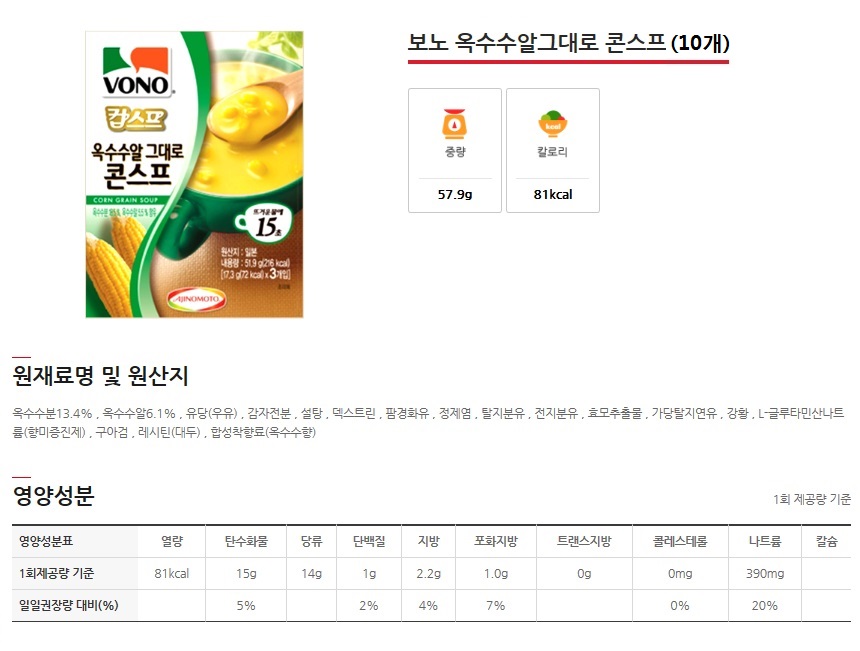 보노 옥수수알그대로 콘스프 (10개)
VONO
컵스프
옥수수알 그대로
콘스프
CORN GRAIN SOUP
뜨거운물에
15초
원산지 : 일본
내용량 : 51.9 g(216 kcal)
[17.3 g(72 kcal) x 3개입]
AJINOMOTO
중량
칼로리
57.9g
81kcal
원재료명 및 원산지
옥수수분13.4% , 옥수수알6.1% , 유당(우유) , 감자전분 , 설탕 , 덱스트린 , 팜경화유 , 정제염 , 탈지분유 , 전지분유 , 효모추출물 , 가당탈지연유 , 강황 , L-글루타민산나트
륨(향미증진제) , 구아검 , 레시틴(대두) , 합성착향료(옥수수향)
영양성분
1회 제공량 기준
영양성분표 열량 탄수화물 당류 단백질 지방 포화지방 트랜스지방 콜레스테롤 나트륨 칼슘
1회제공량 기준 81kcal 15g 14g 1g 2.2g 1.0g 0g 0mg 390mg
일일권장량 대비(%) 5% 2% 4% 7% 0% 20%